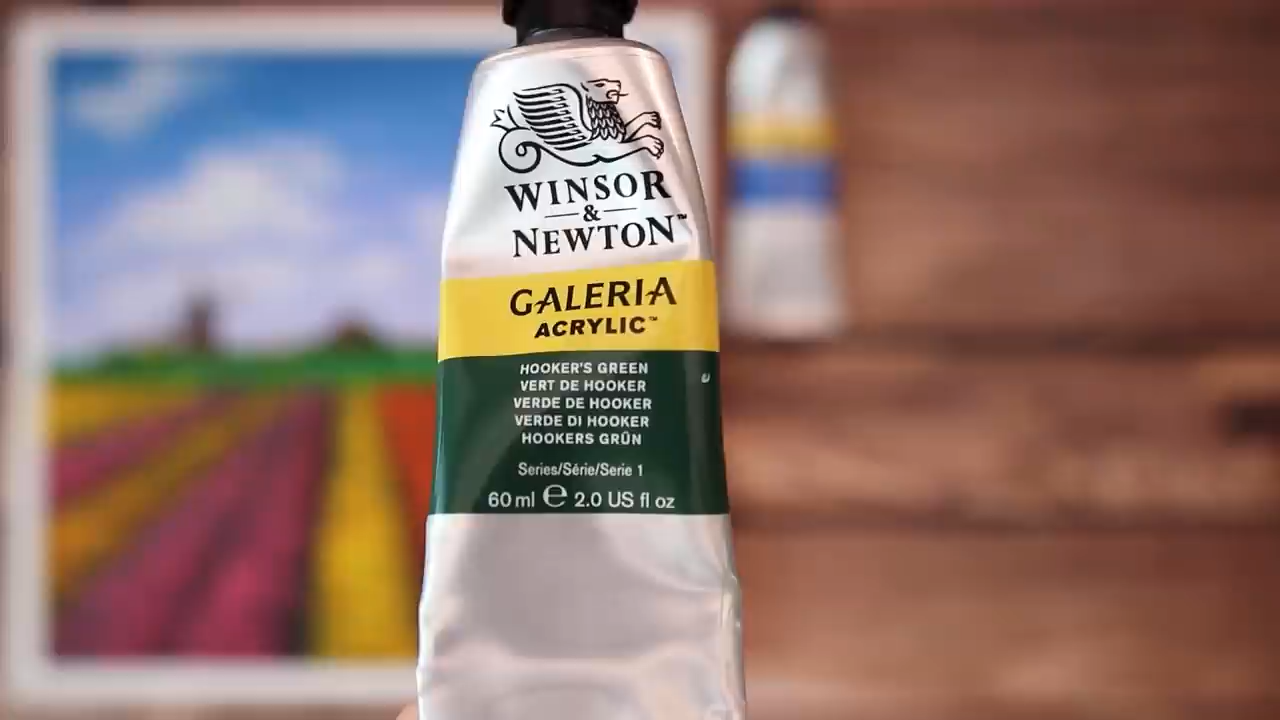 WINSOR
&
NEWTON™
GALERIA
ACRYLIC™
HOOKER'S GREEN
VERT DE HOOKER
VERDE DE HOOKER
VERDE DI HOOKER
HOOKERS GRÜN
Series/Série/Serie 1
60 ml ℮ 2.0 US fl oz